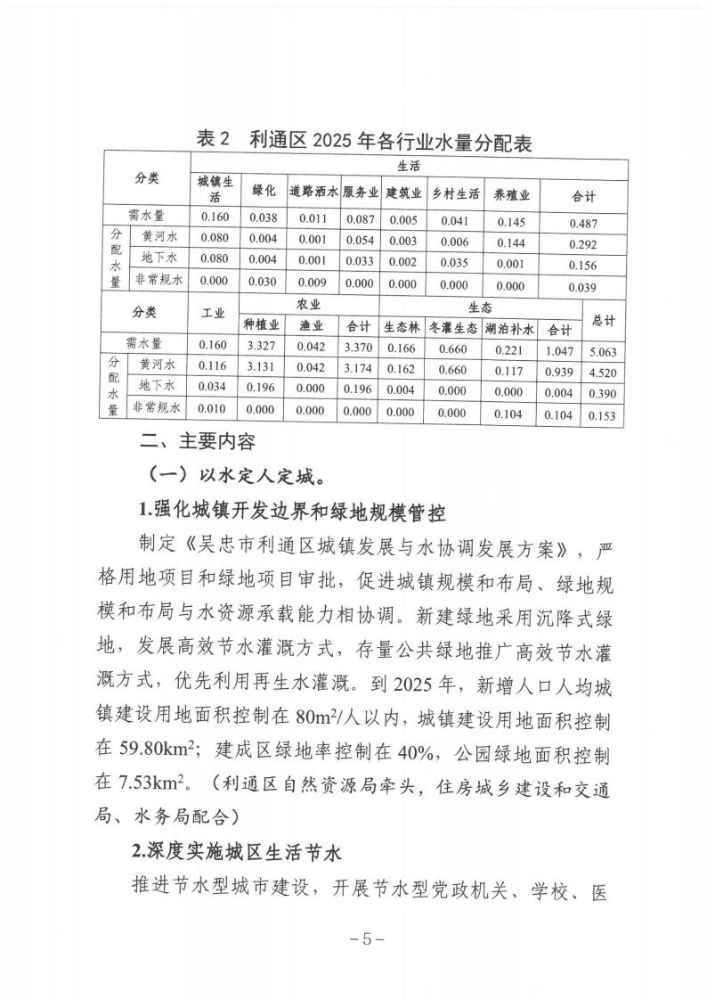 表 2 利通区 2025 年各行业水量分配表
分类 生活
城镇生活 绿化 道路洒水 服务业 建筑业 乡村生活 养殖业 合计
需水量 0.160 0.038 0.011 0.087 0.005 0.041 0.145 0.487
分配水量 黄河水 0.080 0.004 0.001 0.054 0.003 0.006 0.144 0.292
地下水 0.080 0.004 0.001 0.033 0.002 0.035 0.001 0.156
非常规水 0.000 0.030 0.009 0.000 0.000 0.000 0.000 0.039
分类 工业 农业 生态 总计
种植业 渔业 合计 生态林 冬灌生态 湖泊补水 合计
需水量 0.160 3.327 0.042 3.370 0.166 0.660 0.221 1.047 5.063
分配水量 黄河水 0.116 3.131 0.042 3.174 0.162 0.660 0.117 0.939 4.520
地下水 0.034 0.196 0.000 0.196 0.004 0.000 0.000 0.004 0.390
非常规水 0.010 0.000 0.000 0.000 0.000 0.000 0.104 0.104 0.153
二、主要内容
（一）以水定人定城。
1.强化城镇开发边界和绿地规模管控
制定《吴忠市利通区城镇发展与水协调发展方案》，严
格用地项目和绿地项目审批，促进城镇规模和布局、绿地规
模和布局与水资源承载能力相协调。新建绿地采用沉降式绿
地，发展高效节水灌溉方式，存量公共绿地推广高效节水灌
溉方式，优先利用再生水灌溉。到 2025 年，新增人口人均城
镇建设用地面积控制在 80m²/人以内，城镇建设用地面积控制
在 59.80km²；建成区绿地率控制在 40%，公园绿地面积控制
在 7.53km²。（利通区自然资源局牵头，住房城乡建设和交通
局、水务局配合）
2.深度实施城区生活节水
推进节水型城市建设，开展节水型党政机关、学校、医
－5－